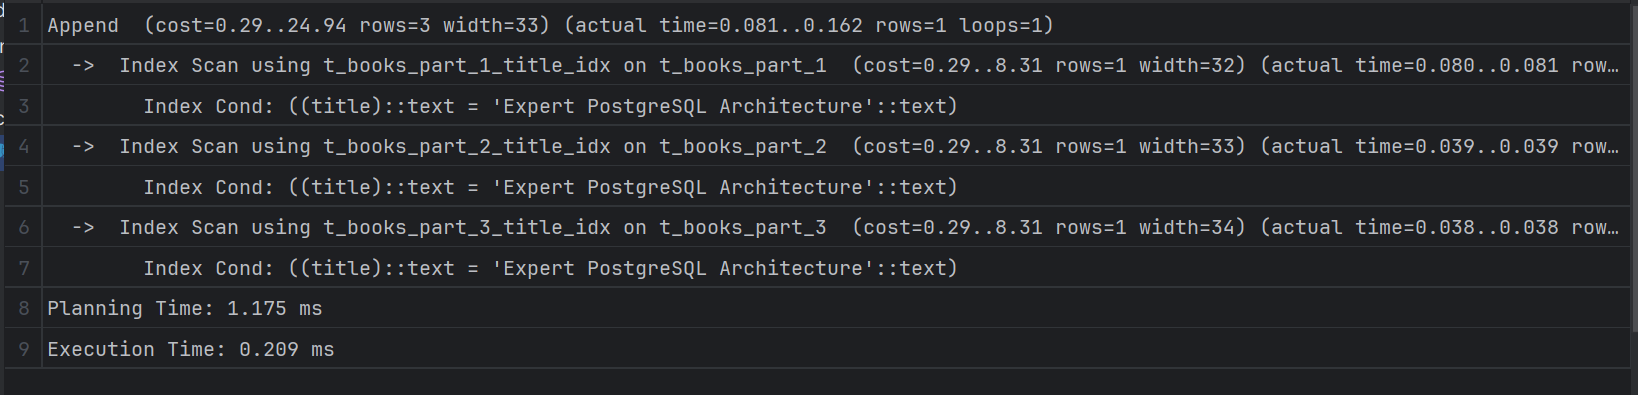 1 Append  (cost=0.29..24.94 rows=3 width=33) (actual time=0.081..0.162 rows=1 loops=1)
2   ->  Index Scan using t_books_part_1_title_idx on t_books_part_1  (cost=0.29..8.31 rows=1 width=32) (actual time=0.080..0.081 row…
3         Index Cond: ((title)::text = 'Expert PostgreSQL Architecture'::text)
4   ->  Index Scan using t_books_part_2_title_idx on t_books_part_2  (cost=0.29..8.31 rows=1 width=33) (actual time=0.039..0.039 row…
5         Index Cond: ((title)::text = 'Expert PostgreSQL Architecture'::text)
6   ->  Index Scan using t_books_part_3_title_idx on t_books_part_3  (cost=0.29..8.31 rows=1 width=34) (actual time=0.038..0.038 row…
7         Index Cond: ((title)::text = 'Expert PostgreSQL Architecture'::text)
8 Planning Time: 1.175 ms
9 Execution Time: 0.209 ms